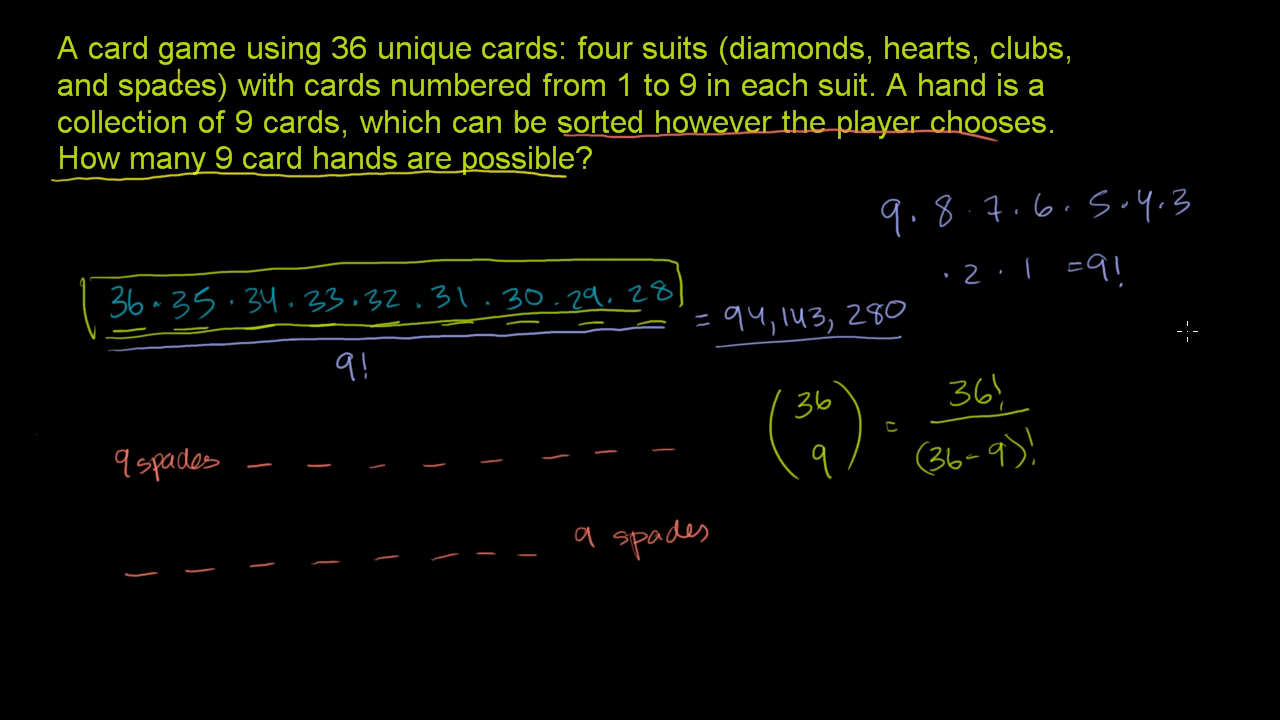 A card game using 36 unique cards: four suits (diamonds, hearts, clubs,
and spades) with cards numbered from 1 to 9 in each suit. A hand is a
collection of 9 cards, which can be sorted however the player chooses.
How many 9 card hands are possible?
9 · 8 · 7 · 6 · 5 · 4 · 3
· 2 · 1 = 9!
36 · 35 · 34 · 33 · 32 · 31 · 30 · 29 · 28
= 94,143,280
9!
(36 9) = 36! / (36-9)!
9 spades
9 spades